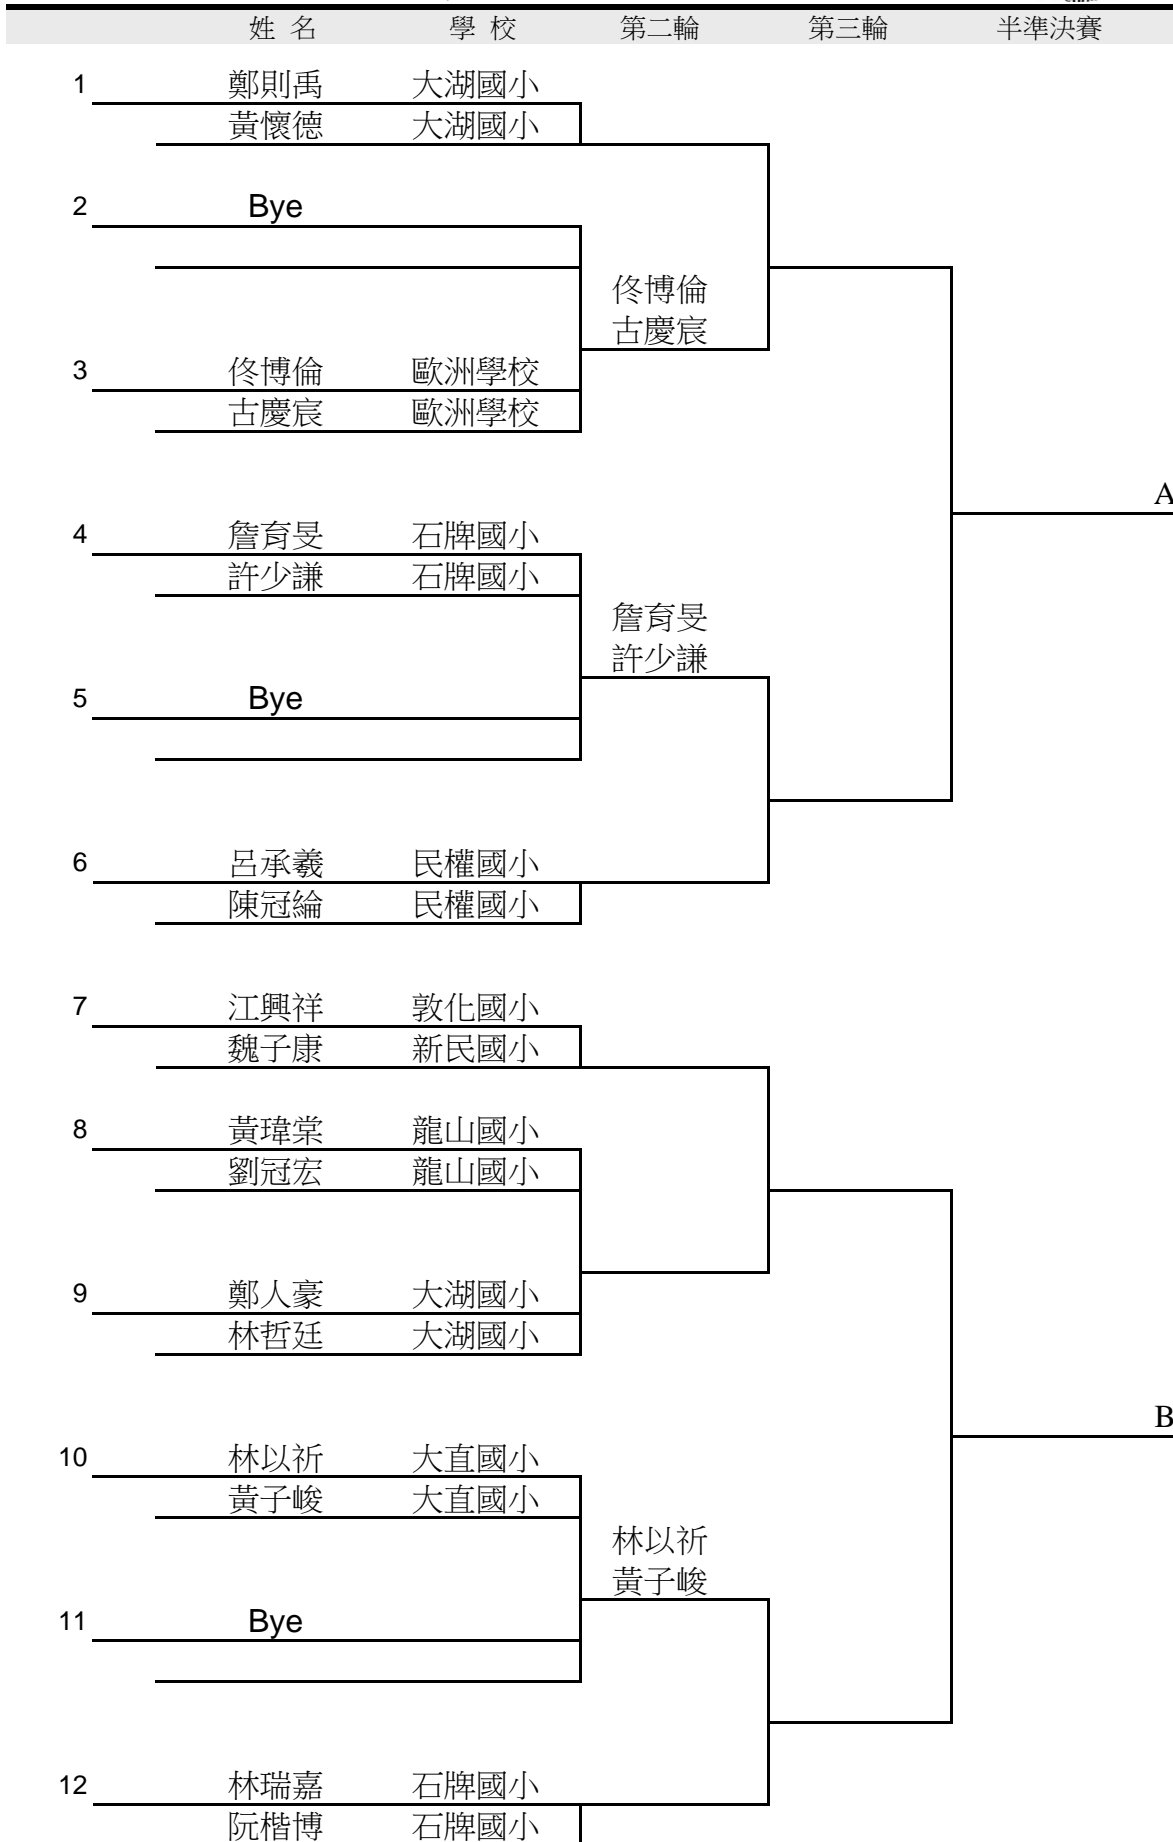 姓 名 學 校 第二輪 第三輪 半準決賽
1 鄭則禹 大湖國小
黃懷德 大湖國小
2 Bye
佟博倫
古慶宸
3 佟博倫 歐洲學校
古慶宸 歐洲學校
A
4 詹育旻 石牌國小
許少謙 石牌國小
詹育旻
許少謙
5 Bye
6 呂承羲 民權國小
陳冠綸 民權國小
7 江興祥 敦化國小
魏子康 新民國小
8 黃瑋棠 龍山國小
劉冠宏 龍山國小
9 鄭人豪 大湖國小
林哲廷 大湖國小
B
10 林以祈 大直國小
黃子峻 大直國小
林以祈
黃子峻
11 Bye
12 林瑞嘉 石牌國小
阮楷博 石牌國小